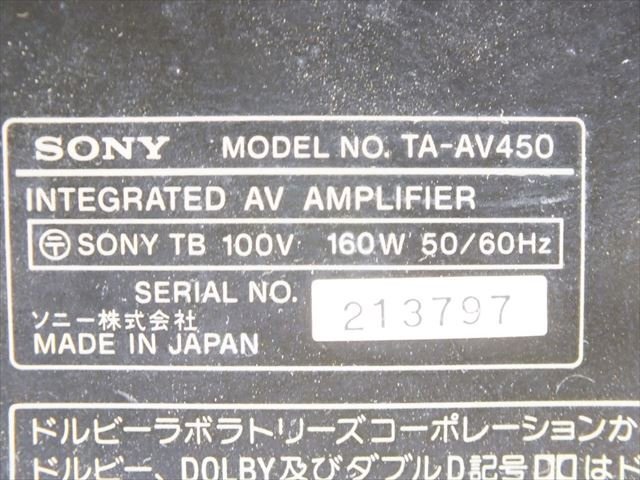 SONY MODEL NO. TA-AV450
INTEGRATED AV AMPLIFIER
〒 SONY TB 100V 160W 50/60Hz
SERIAL NO. 213797
ソニー株式会社
MADE IN JAPAN
ドルビーラボラトリーズコーポレーションか
ドルビー、DOLBY及びダブルD記号はド